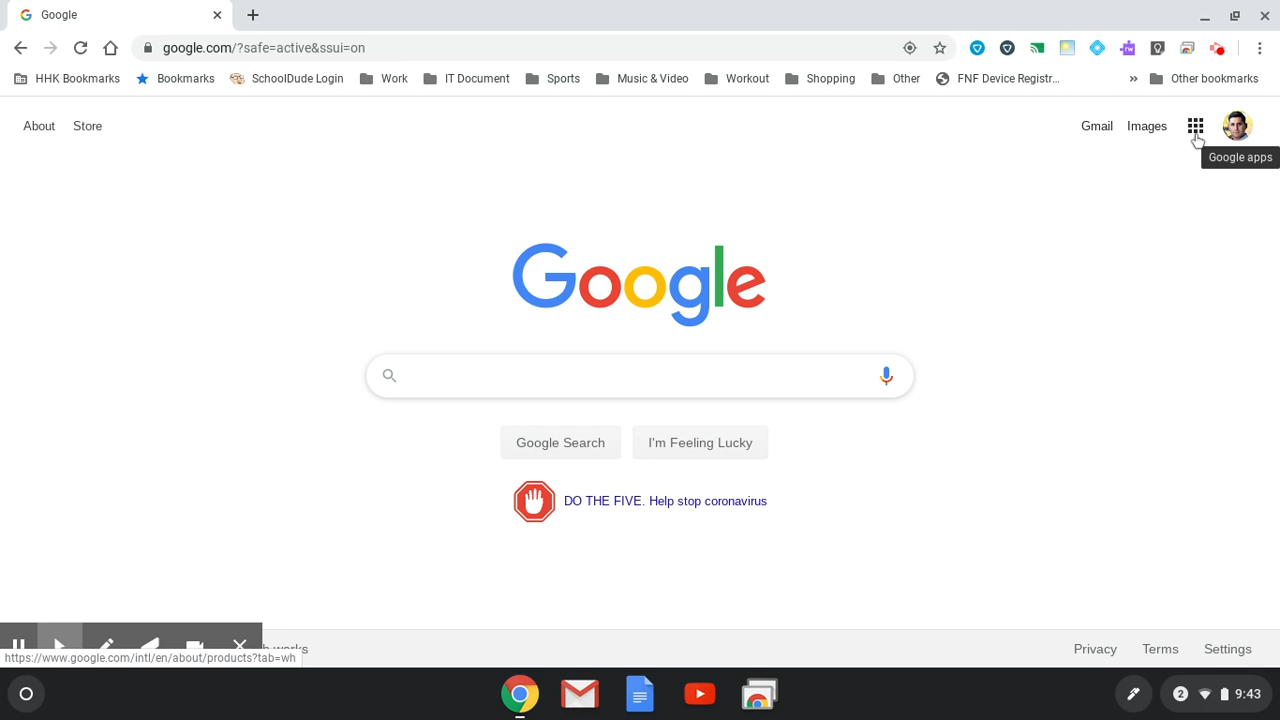 Google
google.com/?safe=active&ssui=on
HHK Bookmarks Bookmarks SchoolDude Login Work IT Document Sports Music & Video Workout Shopping Other FNF Device Registr... » Other bookmarks
About Store Gmail Images
Google apps
Google
Google Search I'm Feeling Lucky
DO THE FIVE. Help stop coronavirus
works Privacy Terms Settings
https://www.google.com/intl/en/about/products?tab=wh
2 9:43